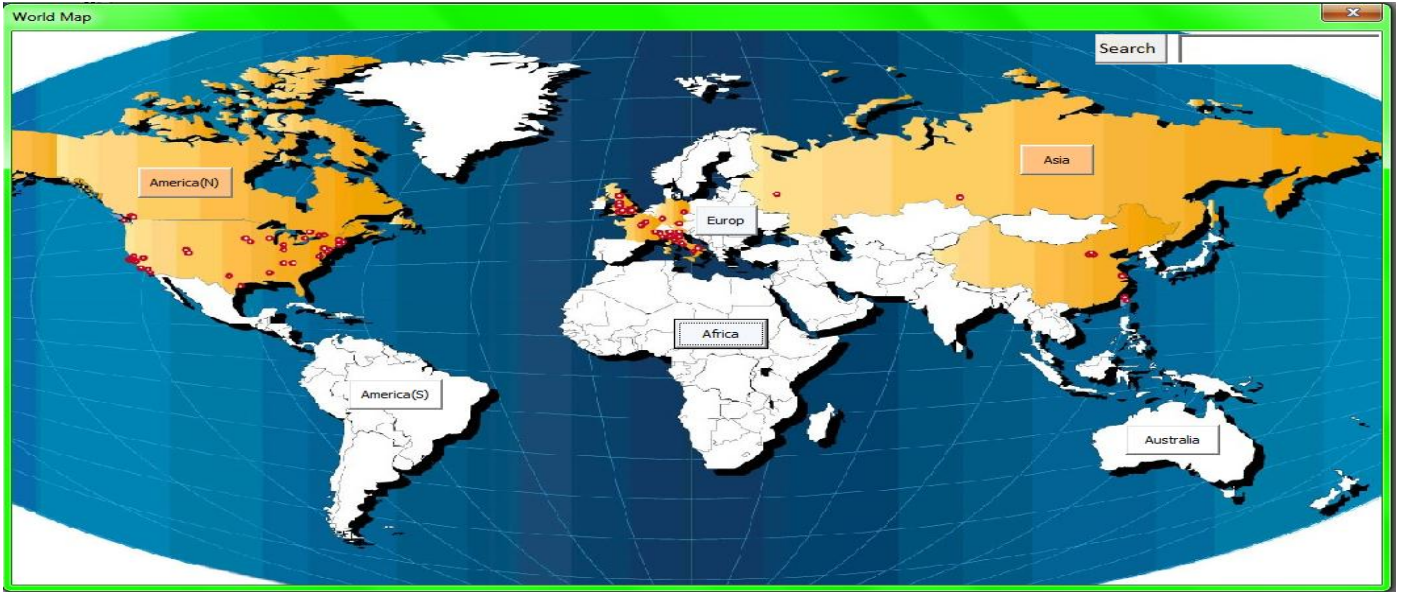 World Map
Search
Asia
America(N)
Europ
Africa
America(S)
Australia